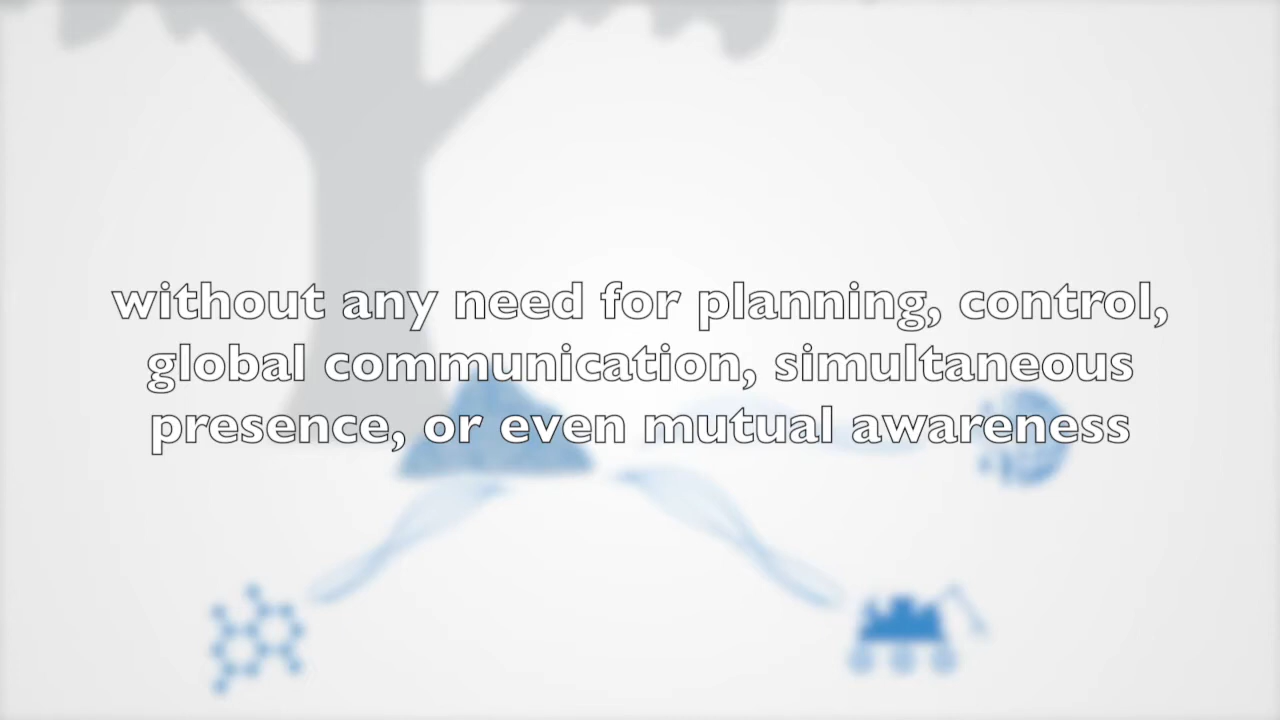 without any need for planning, control,
global communication, simultaneous
presence, or even mutual awareness